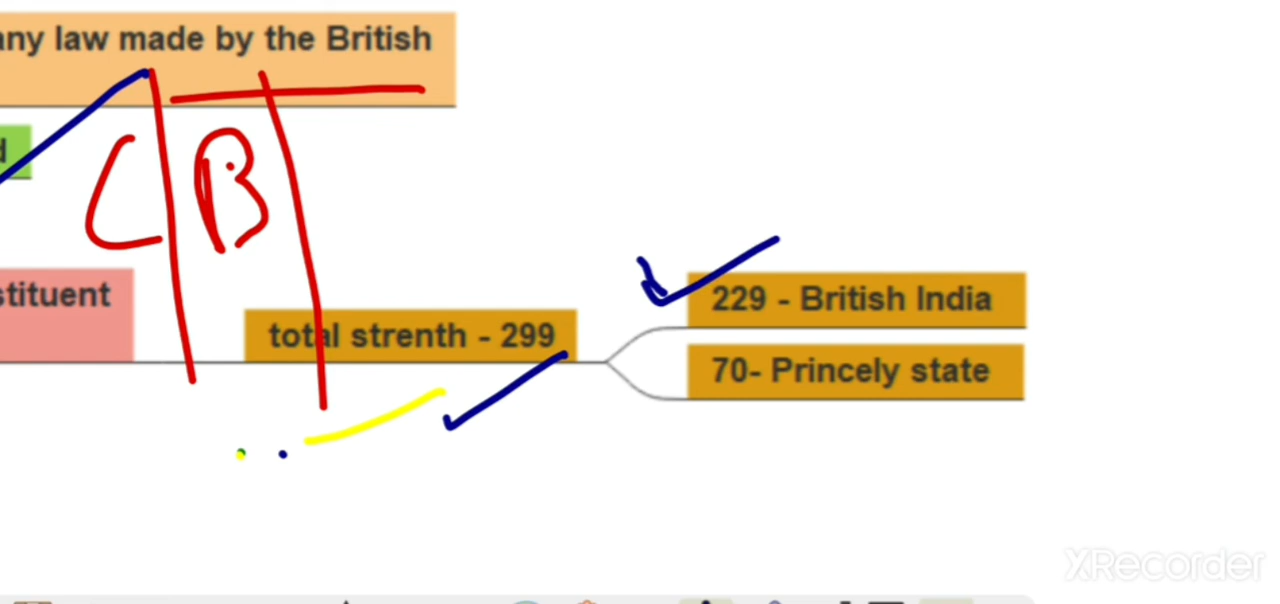 any law made by the British
d
C B
stituent
total strenth - 299
229 - British India
70- Princely state
XRecorder